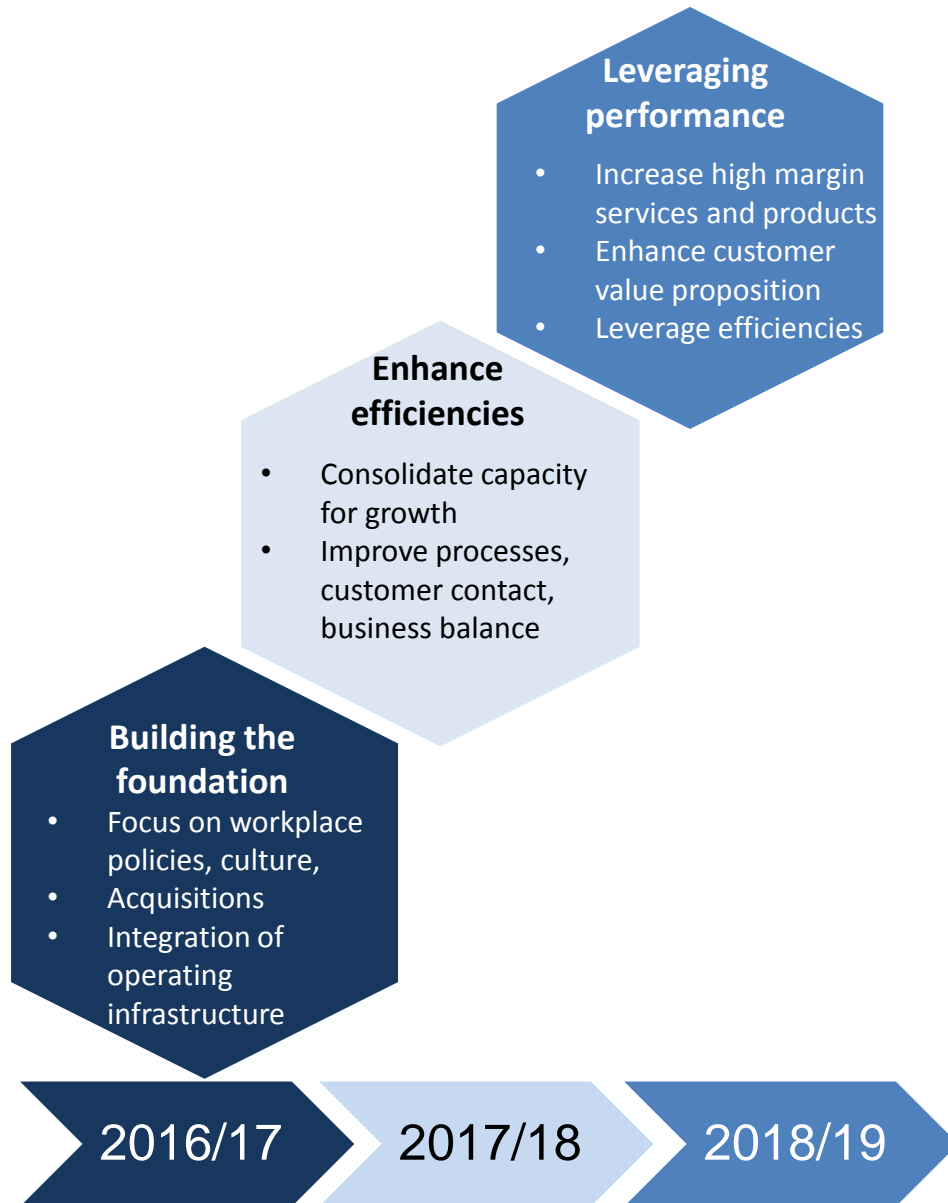 Leveraging
performance
• Increase high margin
services and products
• Enhance customer
value proposition
• Leverage efficiencies
Enhance
efficiencies
• Consolidate capacity
for growth
• Improve processes,
customer contact,
business balance
Building the
foundation
• Focus on workplace
policies, culture,
• Acquisitions
• Integration of
operating
infrastructure
2016/17
2017/18
2018/19